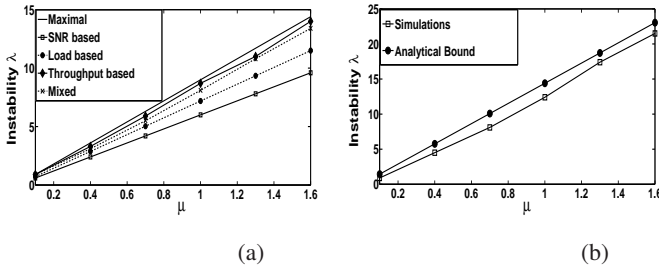 Instability λ
15
10
5
0
Maximal
SNR based
Load based
Throughput based
Mixed
0.2 0.4 0.6 0.8 1 1.2 1.4 1.6
μ
(a)
Instability λ
25
20
15
10
5
0
Simulations
Analytical Bound
0.2 0.4 0.6 0.8 1 1.2 1.4 1.6
μ
(b)